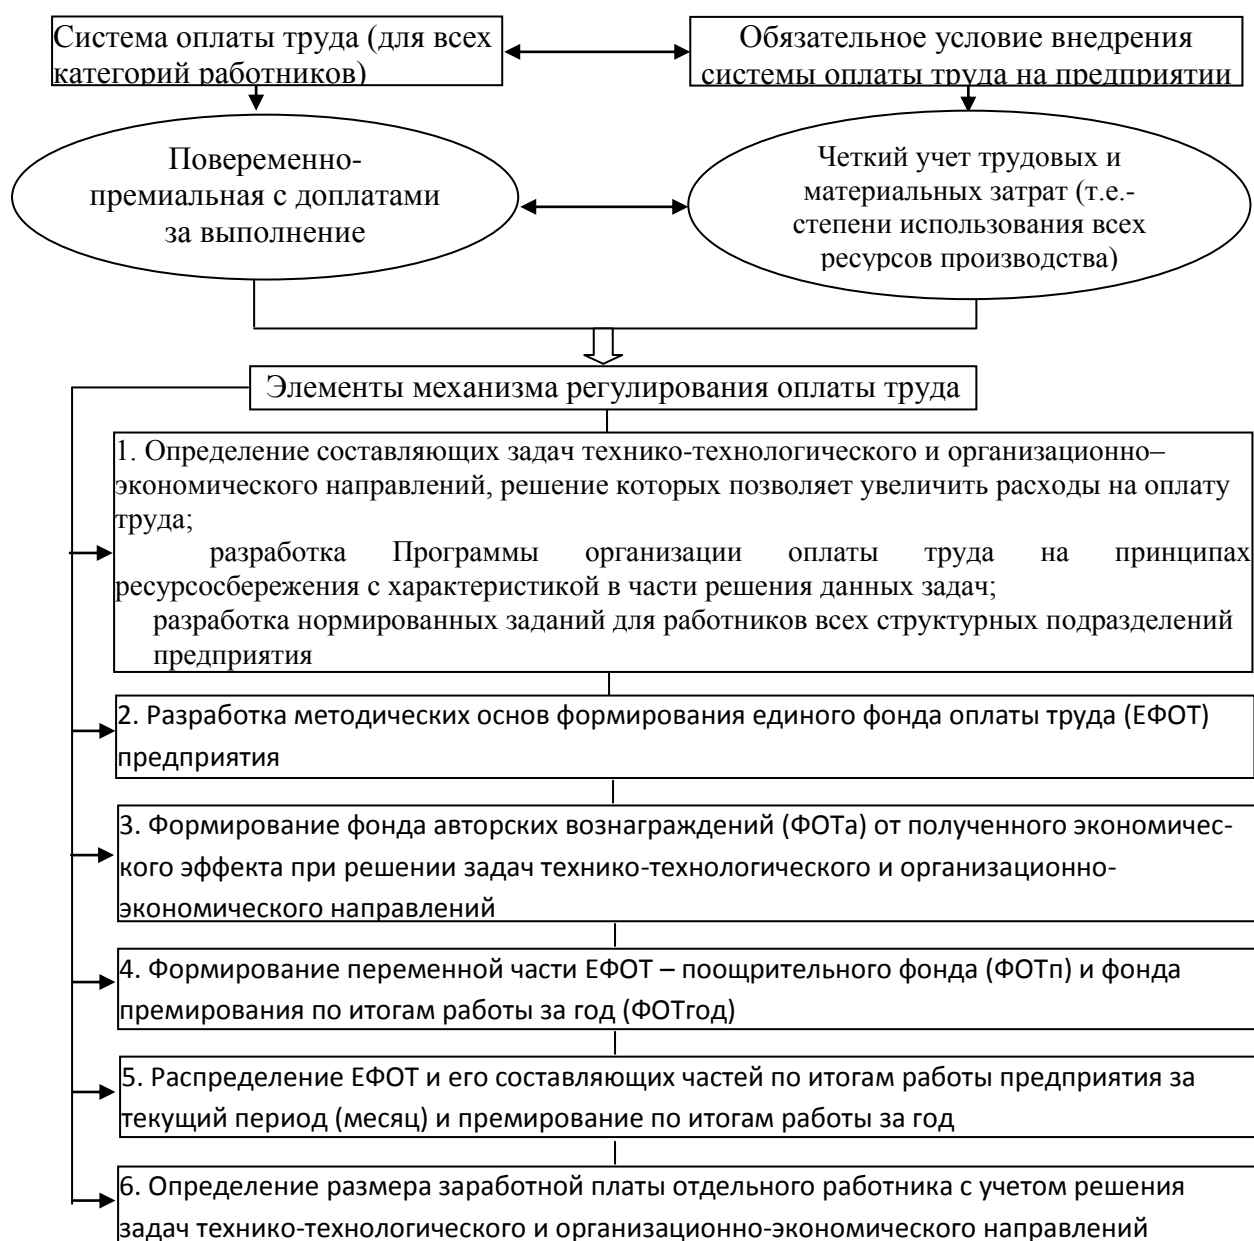 Система оплаты труда (для всех
категорий работников)
Обязательное условие внедрения
системы оплаты труда на предприятии
Повеременно-
премиальная с доплатами
за выполнение
Четкий учет трудовых и
материальных затрат (т.е.-
степени использования всех
ресурсов производства)
Элементы механизма регулирования оплаты труда
1. Определение составляющих задач технико-технологического и организационно–
экономического направлений, решение которых позволяет увеличить расходы на оплату
труда;
разработка Программы организации оплаты труда на принципах
ресурсосбережения с характеристикой в части решения данных задач;
разработка нормированных заданий для работников всех структурных подразделений
предприятия
2. Разработка методических основ формирования единого фонда оплаты труда (ЕФОТ)
предприятия
3. Формирование фонда авторских вознаграждений (ФОТа) от полученного экономичес-
кого эффекта при решении задач технико-технологического и организационно-
экономического направлений
4. Формирование переменной части ЕФОТ – поощрительного фонда (ФОТп) и фонда
премирования по итогам работы за год (ФОТгод)
5. Распределение ЕФОТ и его составляющих частей по итогам работы предприятия за
текущий период (месяц) и премирование по итогам работы за год
6. Определение размера заработной платы отдельного работника с учетом решения
задач технико-технологического и организационно-экономического направлений